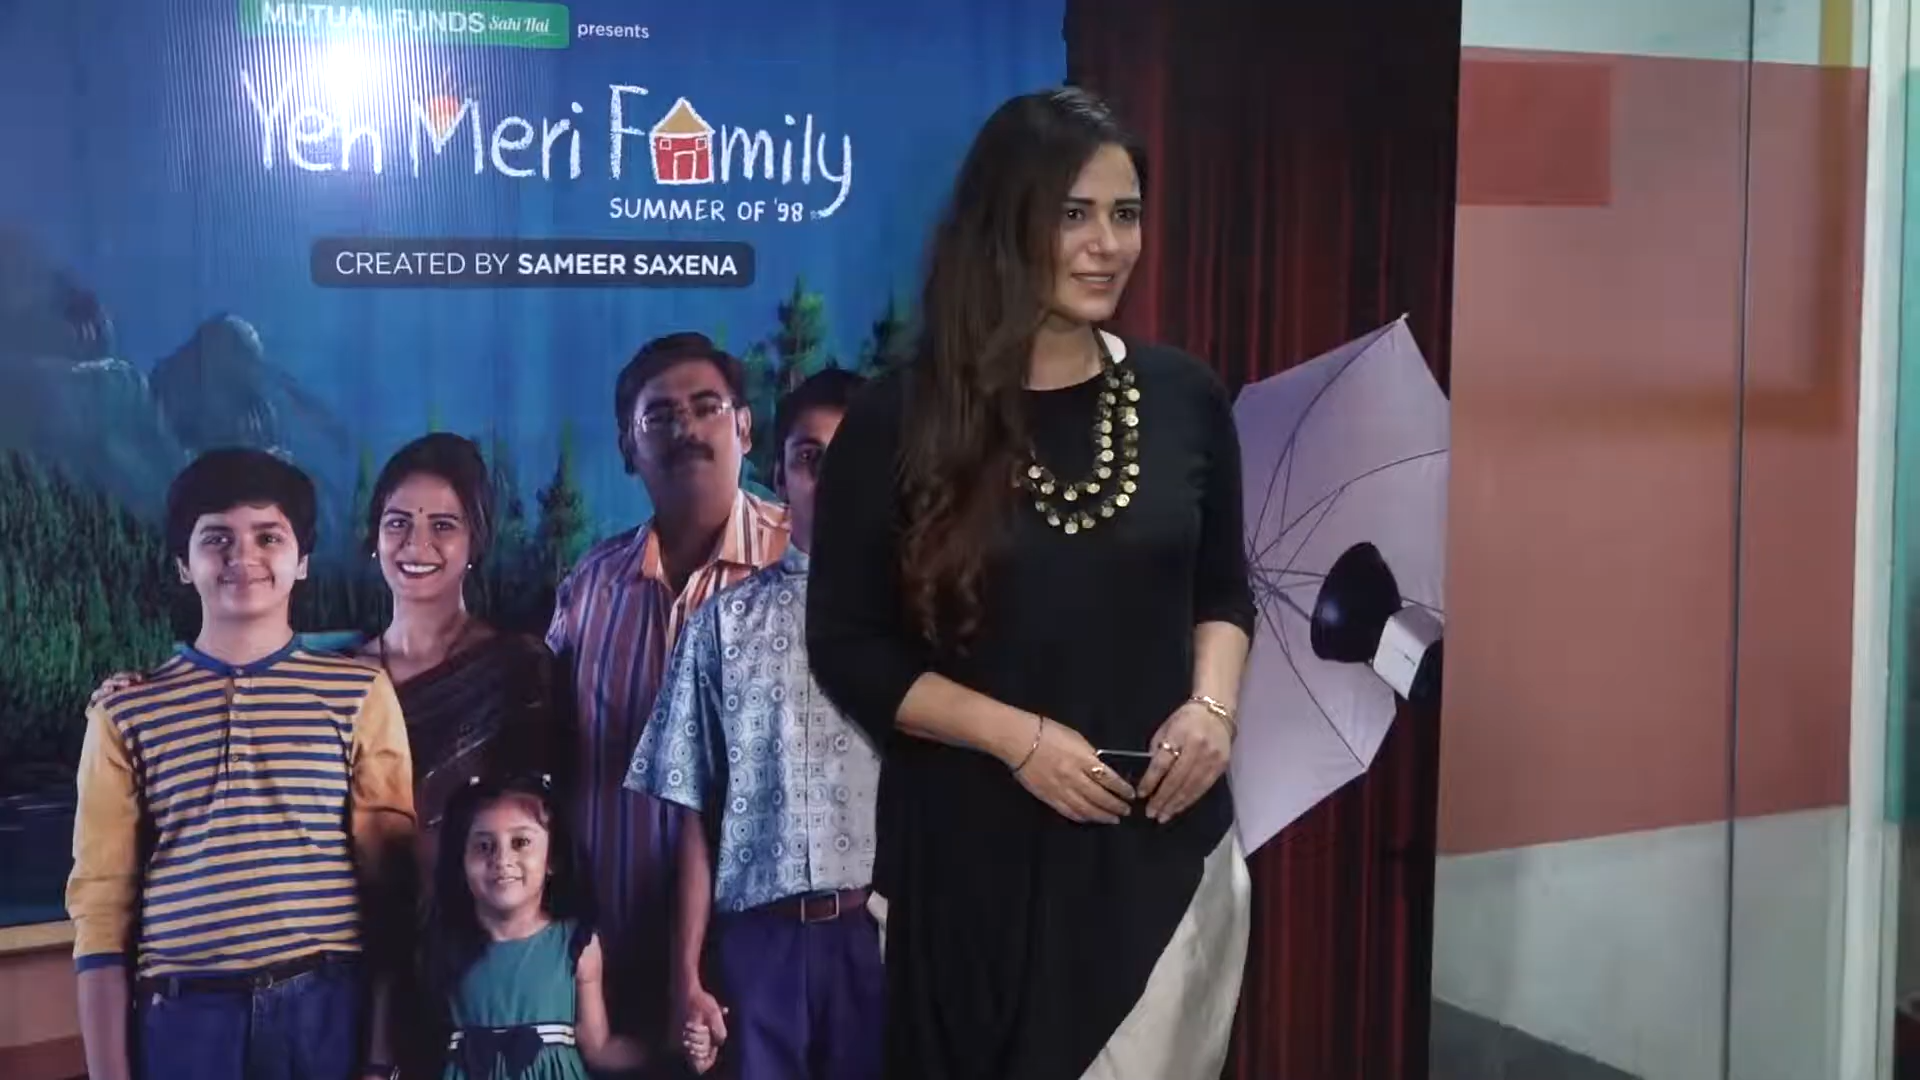 MUTUAL FUNDS Sahi Hai presents
Yeh Meri Family
SUMMER OF '98
CREATED BY SAMEER SAXENA